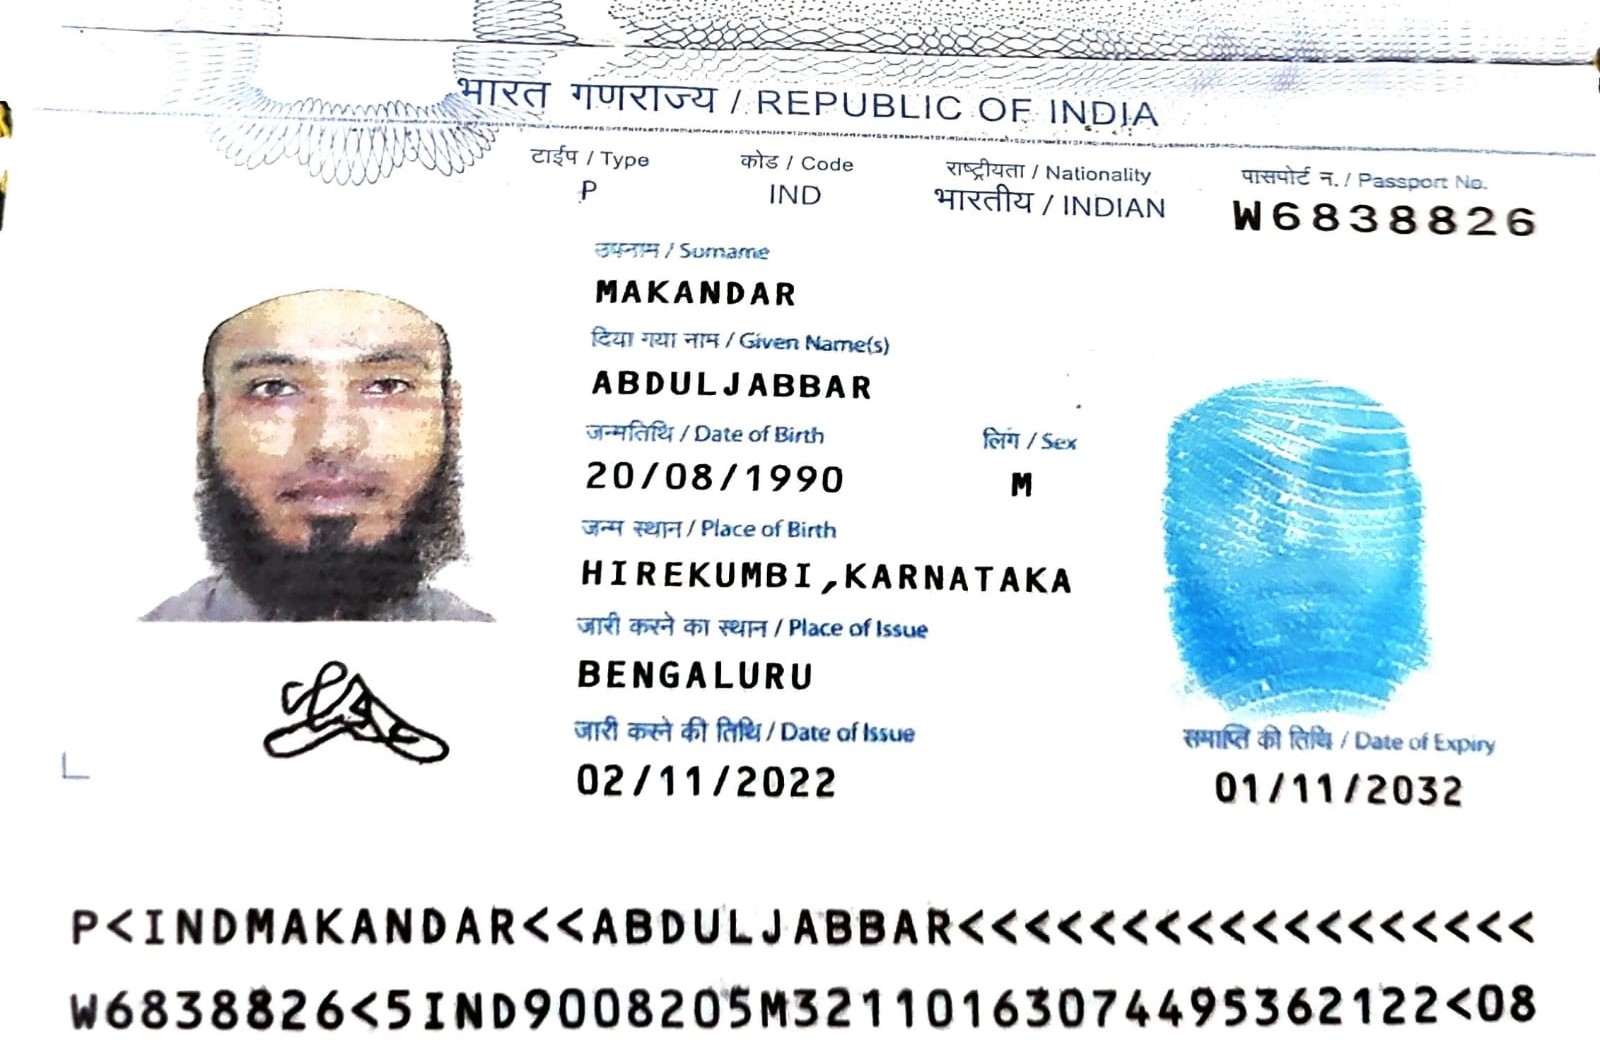 भारत गणराज्य / REPUBLIC OF INDIA
टाईप / Type
P
कोड / Code
IND
राष्ट्रीयता / Nationality
भारतीय / INDIAN
पासपोर्ट न. / Passport No.
W6838826
उपनाम / Surname
MAKANDAR
दिया गया नाम / Given Name(s)
ABDULJABBAR
जन्मतिथि / Date of Birth
20/08/1990
लिंग / Sex
M
जन्म स्थान / Place of Birth
HIREKUMBI,KARNATAKA
जारी करने का स्थान / Place of Issue
BENGALURU
जारी करने की तिथि / Date of Issue
02/11/2022
समाप्ति की तिथि / Date of Expiry
01/11/2032
P<INDMAKANDAR<<ABDULJABBAR<<<<<<<<<<<<<<<<<<
W6838826<5IND9008205M32110163074495362122<08